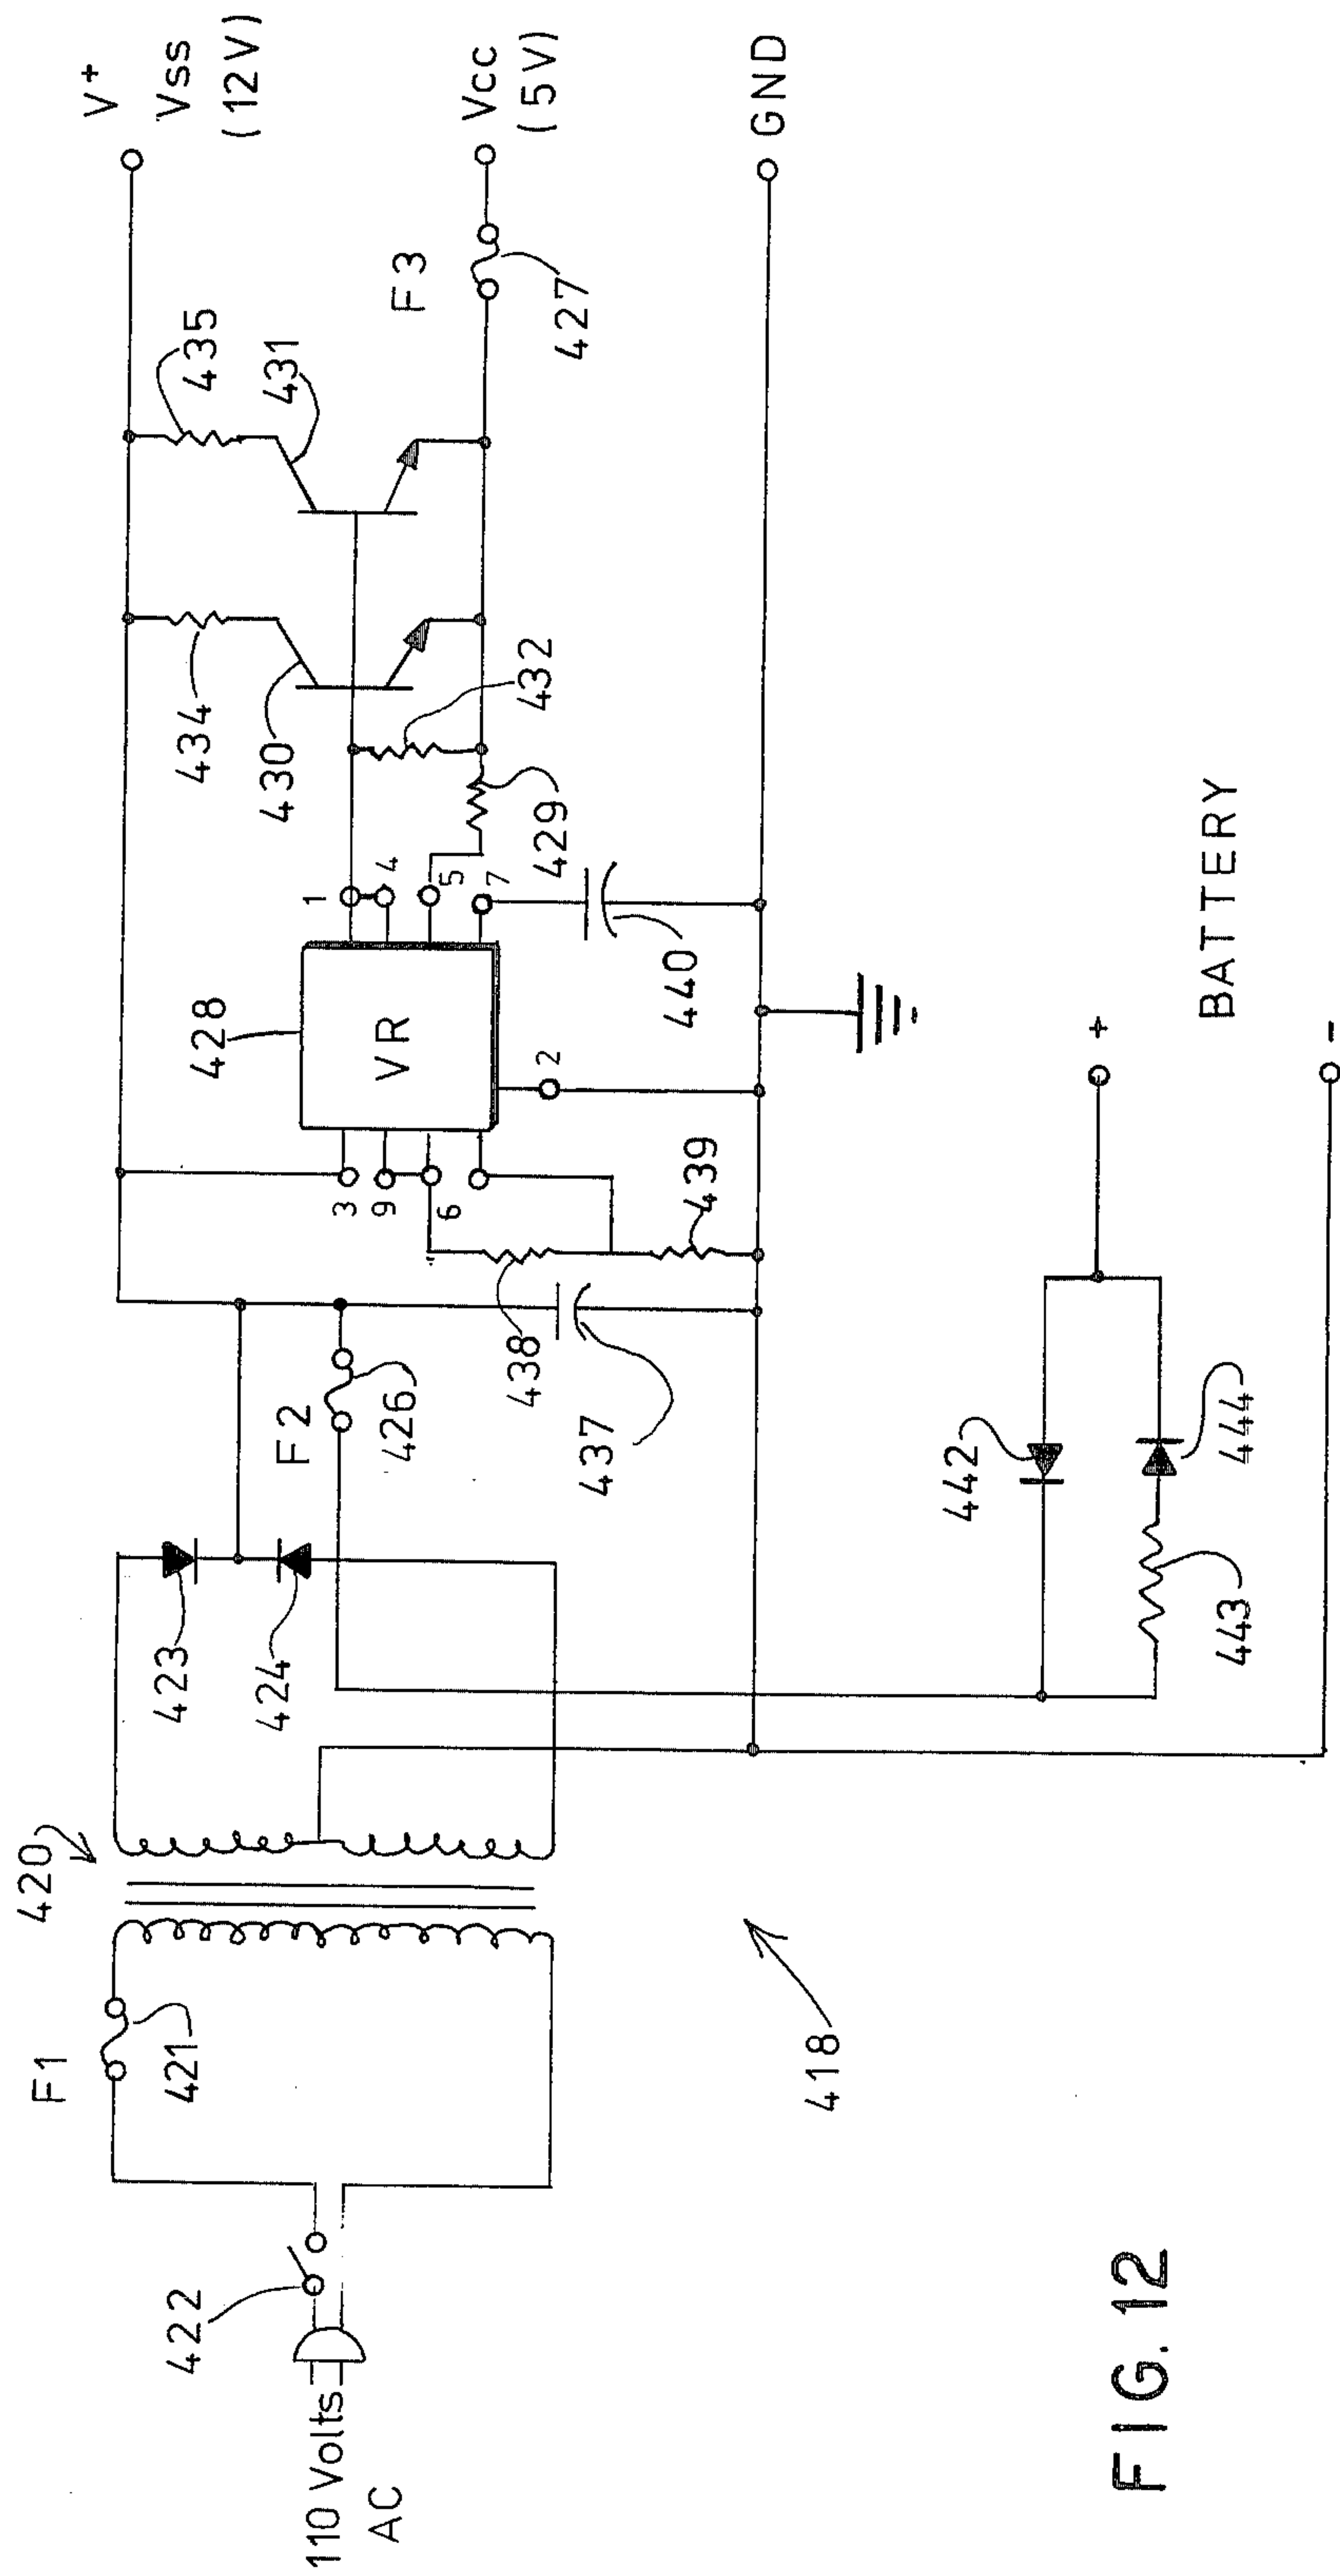 110 Volts
AC
422
F1
421
420
423
424
F2
426
437
438
439
3
9
6
428
VR
2
1
4
5
7
440
429
432
434
430
435
431
F3
427
V+
Vss
(12V)
Vcc
(5V)
GND
418
442
443
444
+
-
BATTERY
FIG. 12